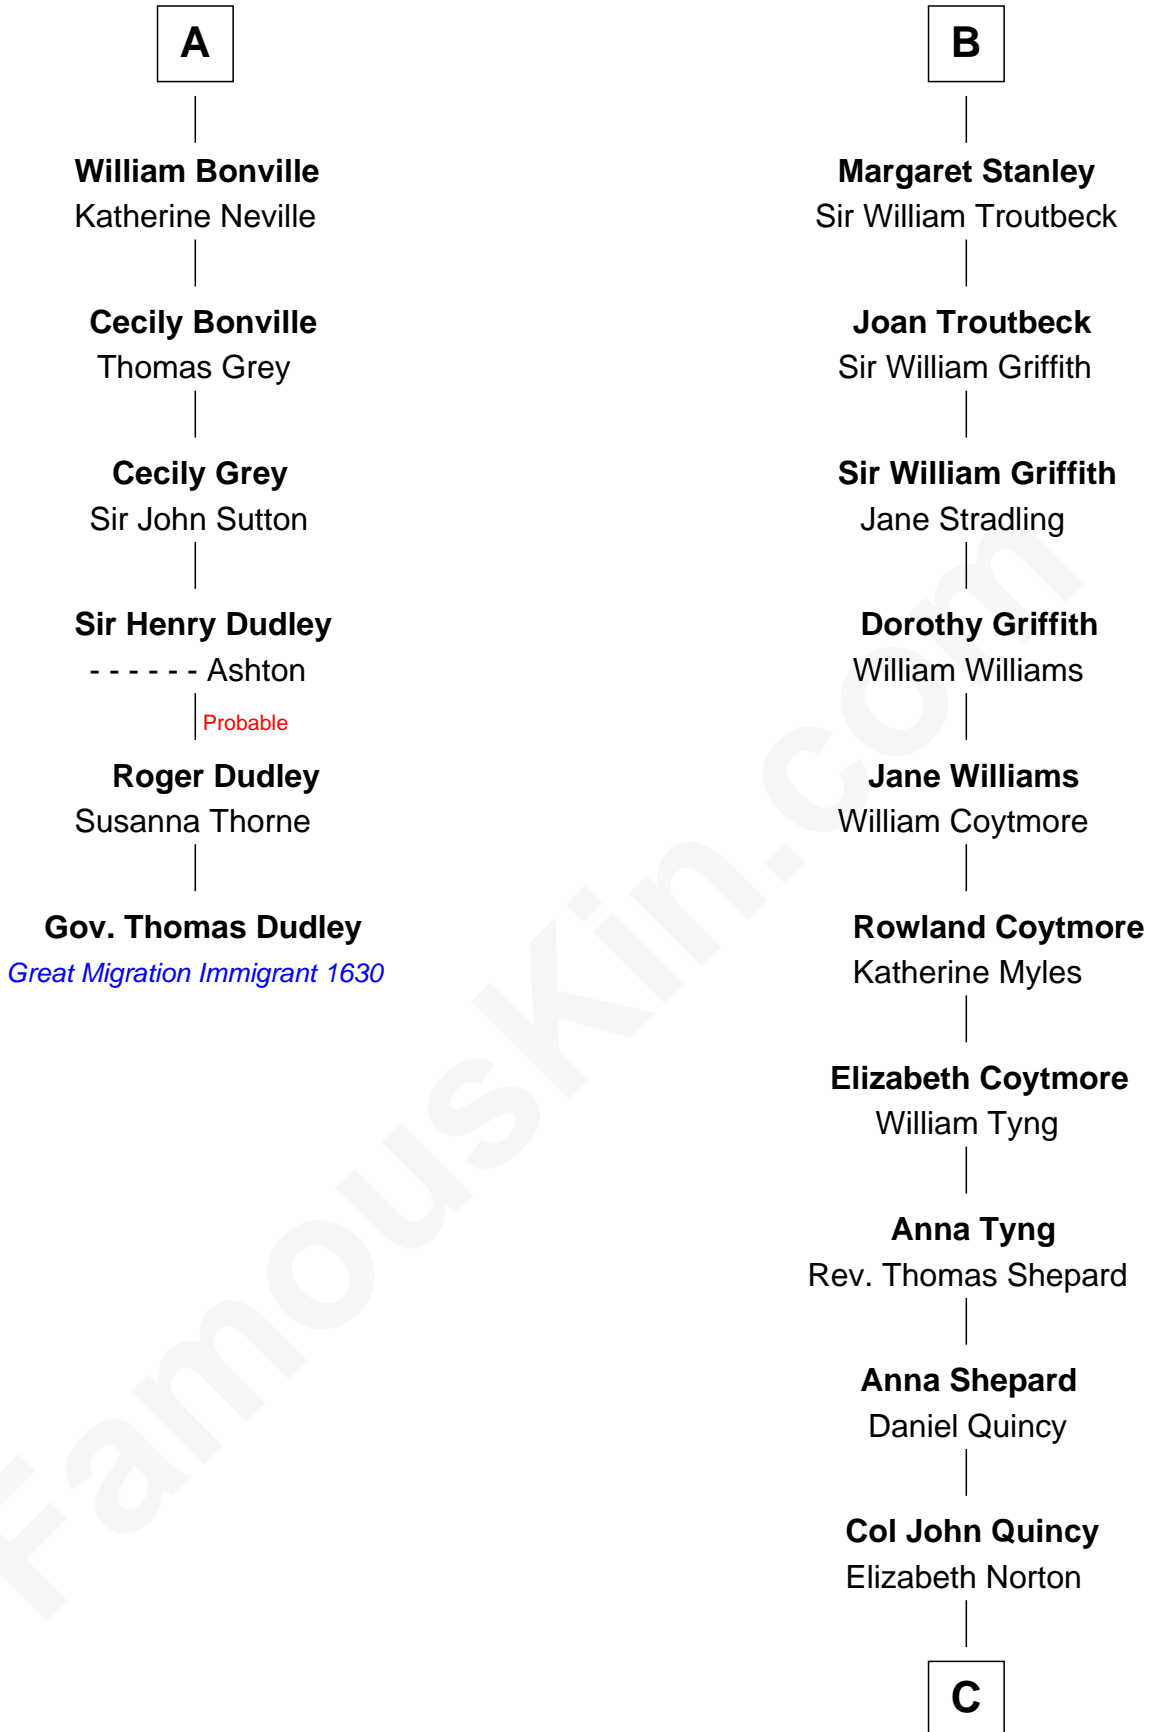 A
William Bonville
Katherine Neville
Cecily Bonville
Thomas Grey
Cecily Grey
Sir John Sutton
Sir Henry Dudley
- - - - - - Ashton
Probable
Roger Dudley
Susanna Thorne
Gov. Thomas Dudley
Great Migration Immigrant 1630
B
Margaret Stanley
Sir William Troutbeck
Joan Troutbeck
Sir William Griffith
Sir William Griffith
Jane Stradling
Dorothy Griffith
William Williams
Jane Williams
William Coytmore
Rowland Coytmore
Katherine Myles
Elizabeth Coytmore
William Tyng
Anna Tyng
Rev. Thomas Shepard
Anna Shepard
Daniel Quincy
Col John Quincy
Elizabeth Norton
C
FamousKin.com